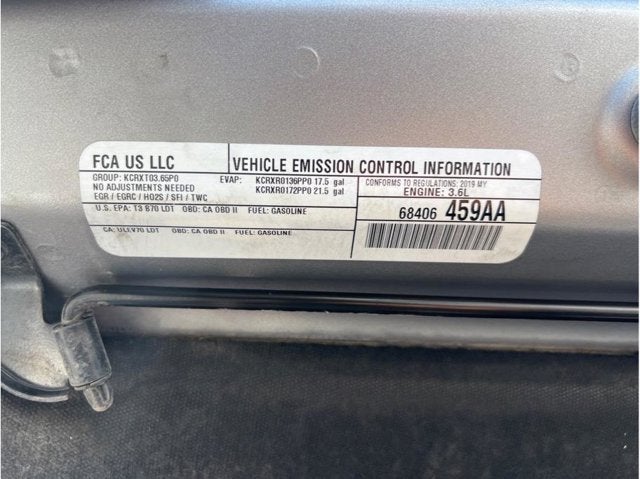 FCA US LLC
VEHICLE EMISSION CONTROL INFORMATION
GROUP: KCRXT03.65P0
NO ADJUSTMENTS NEEDED
EGR / EGRC / HO2S / SFI / TWC
EVAP: KCRXR0136PP0 17.5 gal
KCRXR0172PP0 21.5 gal
CONFORMS TO REGULATIONS: 2019 MY
ENGINE: 3.6L
U.S. EPA: T3 B70 LDT OBD: CA OBD II FUEL: GASOLINE
68406 459AA
CA: ULEV70 LDT OBD: CA OBD II FUEL: GASOLINE